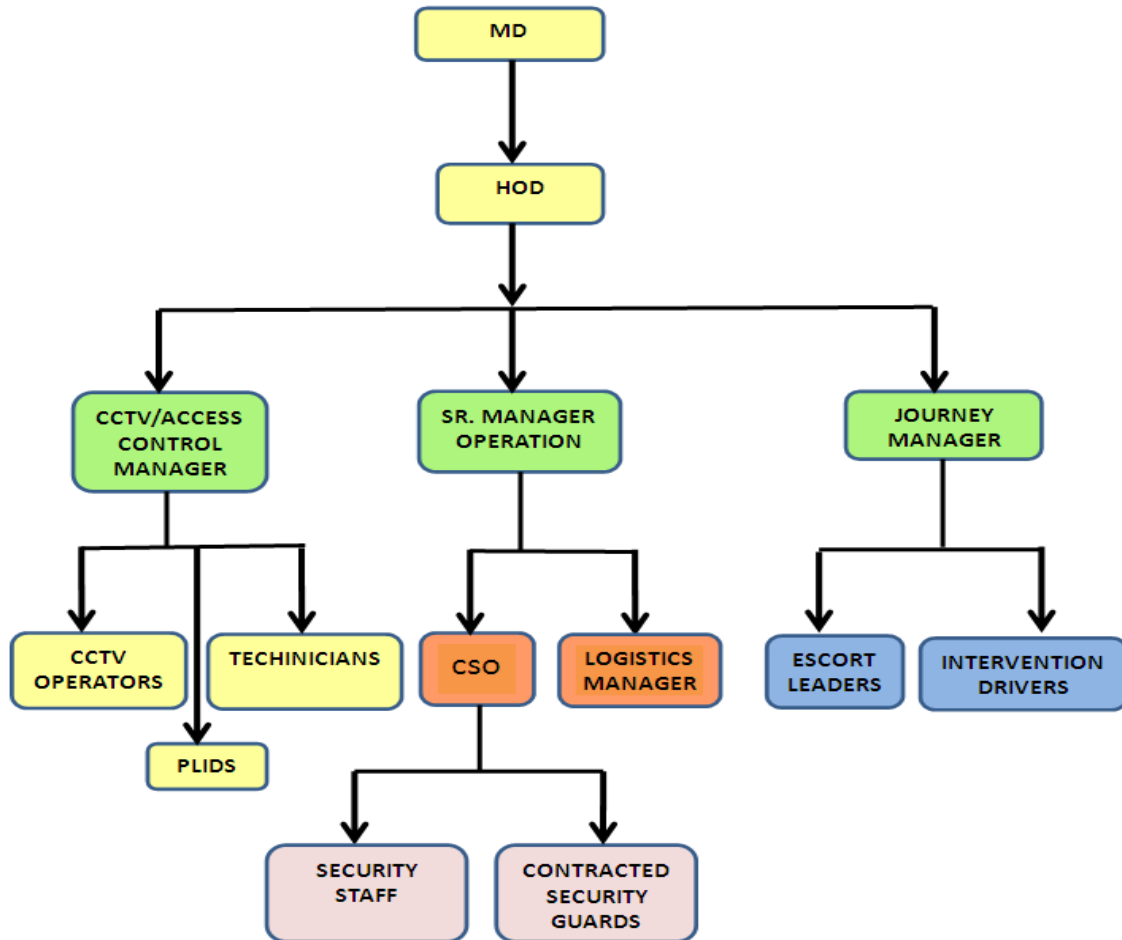 MD
HOD
CCTV/ACCESS
CONTROL
MANAGER
SR. MANAGER
OPERATION
JOURNEY
MANAGER
CCTV
OPERATORS
TECHINICIANS
CSO
LOGISTICS
MANAGER
ESCORT
LEADERS
INTERVENTION
DRIVERS
PLIDS
SECURITY
STAFF
CONTRACTED
SECURITY
GUARDS